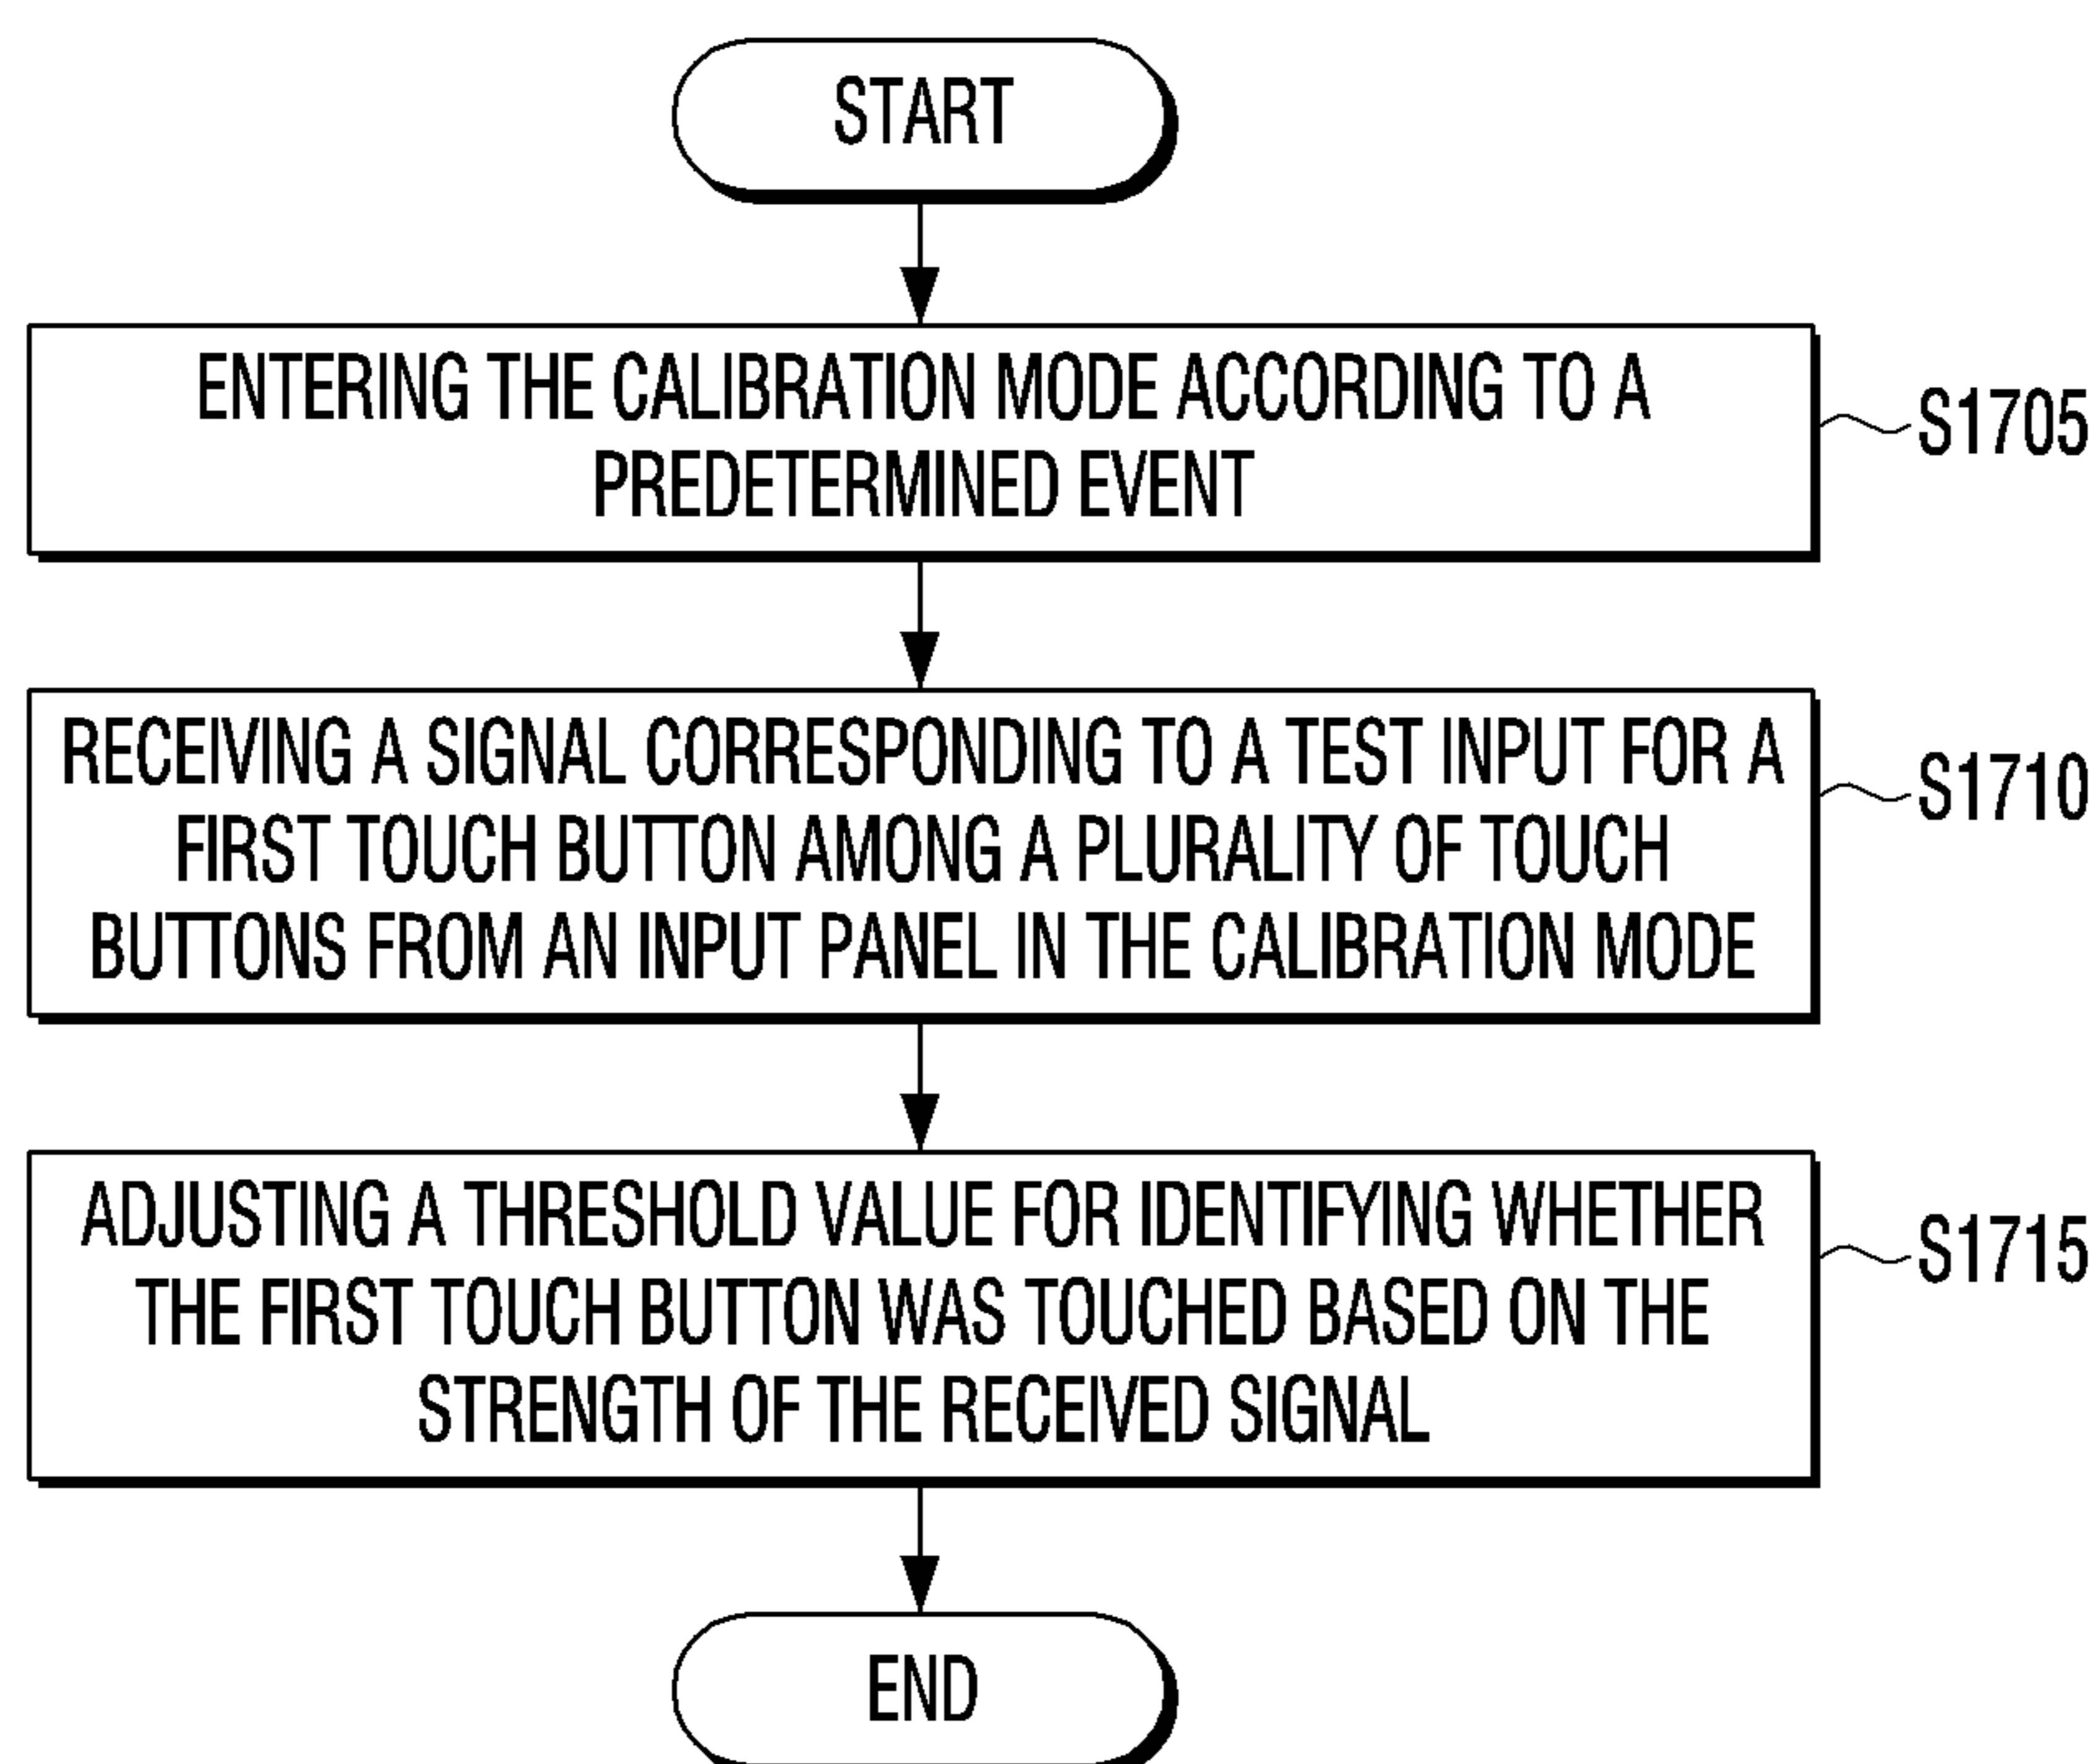 START
ENTERING THE CALIBRATION MODE ACCORDING TO A
PREDETERMINED EVENT
S1705
RECEIVING A SIGNAL CORRESPONDING TO A TEST INPUT FOR A
FIRST TOUCH BUTTON AMONG A PLURALITY OF TOUCH
BUTTONS FROM AN INPUT PANEL IN THE CALIBRATION MODE
S1710
ADJUSTING A THRESHOLD VALUE FOR IDENTIFYING WHETHER
THE FIRST TOUCH BUTTON WAS TOUCHED BASED ON THE
STRENGTH OF THE RECEIVED SIGNAL
S1715
END